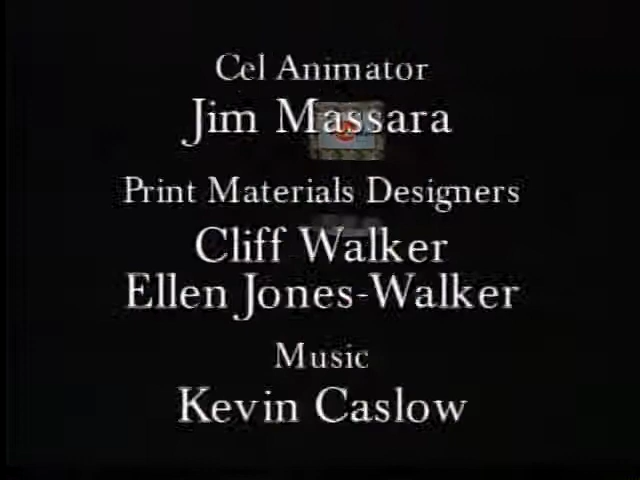 Cel Animator
Jim Massara
Print Materials Designers
Cliff Walker
Ellen Jones-Walker
Music
Kevin Caslow